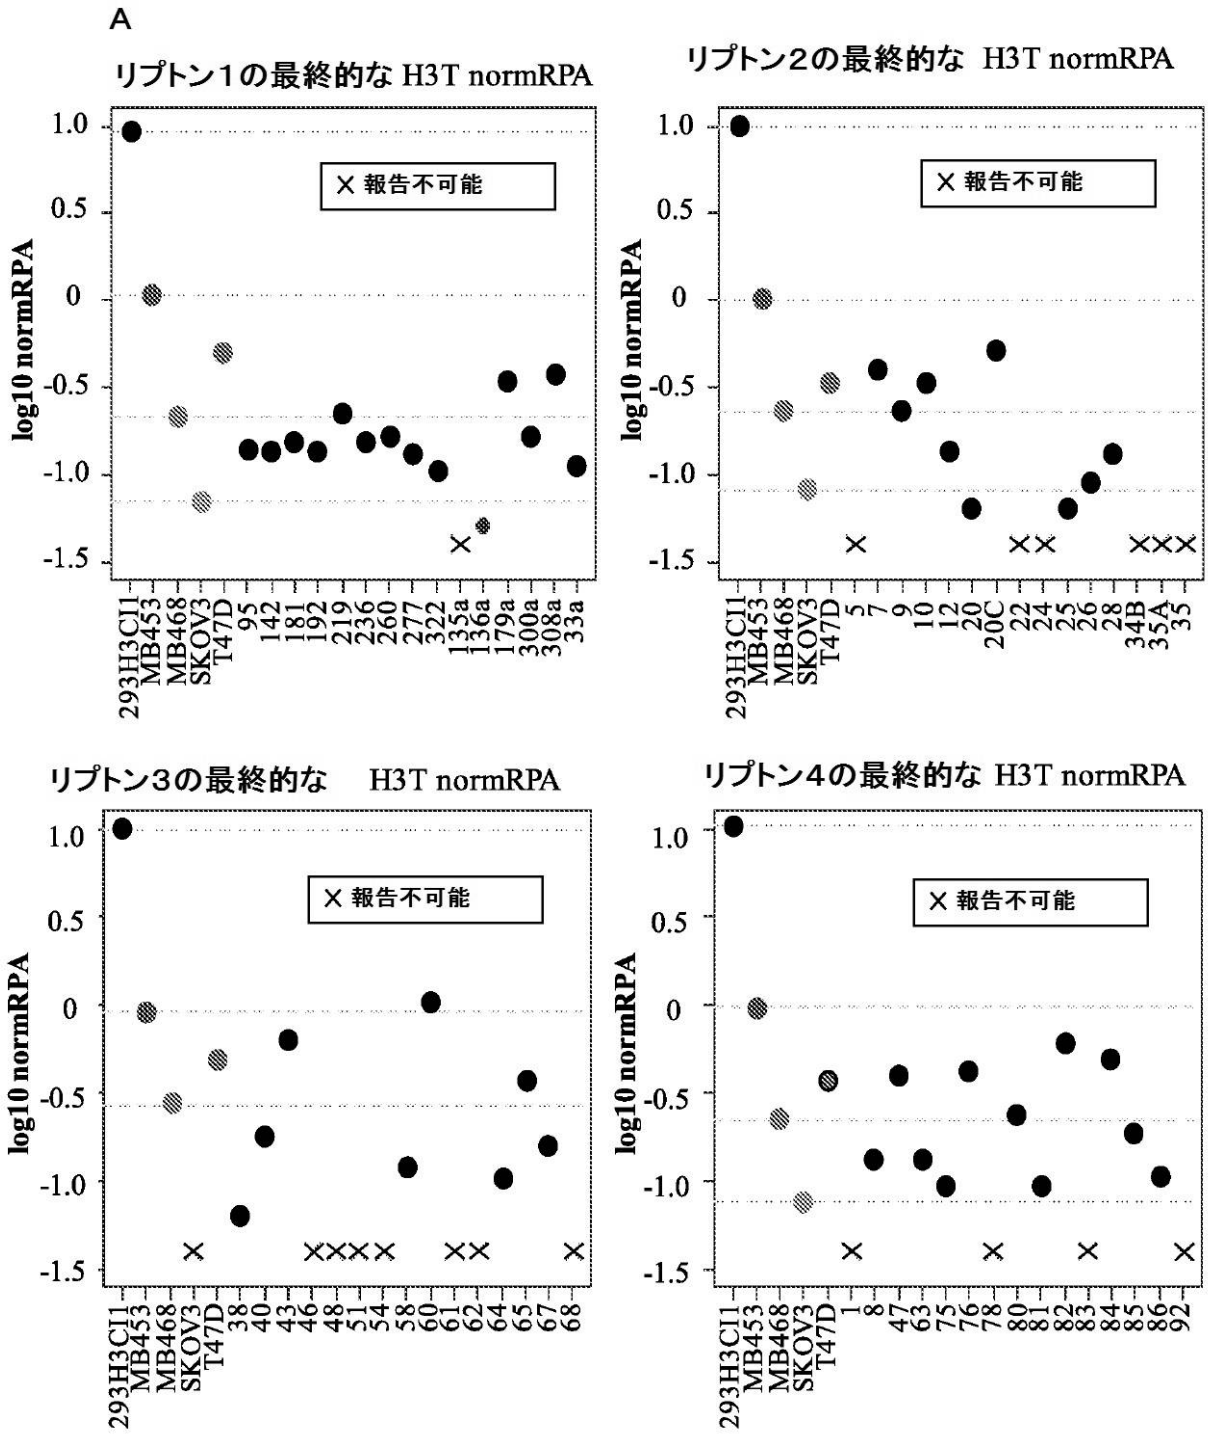 A
リプトン1の最終的な H3T normRPA
× 報告不可能
log10 normRPA
1.0
0.5
0
-0.5
-1.0
-1.5
293H3Cl1
MB453
MB468
SKOV3
T47D
95
142
181
192
219
236
260
277
322
135a
136a
179a
300a
308a
33a
リプトン2の最終的な H3T normRPA
× 報告不可能
log10 normRPA
1.0
0.5
0
-0.5
-1.0
-1.5
293H3Cl1
MB453
MB468
SKOV3
T47D
5
7
9
10
12
20
20C
22
24
25
26
28
34B
35A
35
リプトン3の最終的な H3T normRPA
× 報告不可能
log10 normRPA
1.0
0.5
0
-0.5
-1.0
-1.5
293H3Cl1
MB453
MB468
SKOV3
T47D
38
40
43
46
48
51
54
58
60
61
62
64
65
67
68
リプトン4の最終的な H3T normRPA
× 報告不可能
log10 normRPA
1.0
0.5
0
-0.5
-1.0
-1.5
293H3Cl1
MB453
MB468
SKOV3
T47D
1
8
47
63
75
76
78
80
81
82
83
84
85
86
92